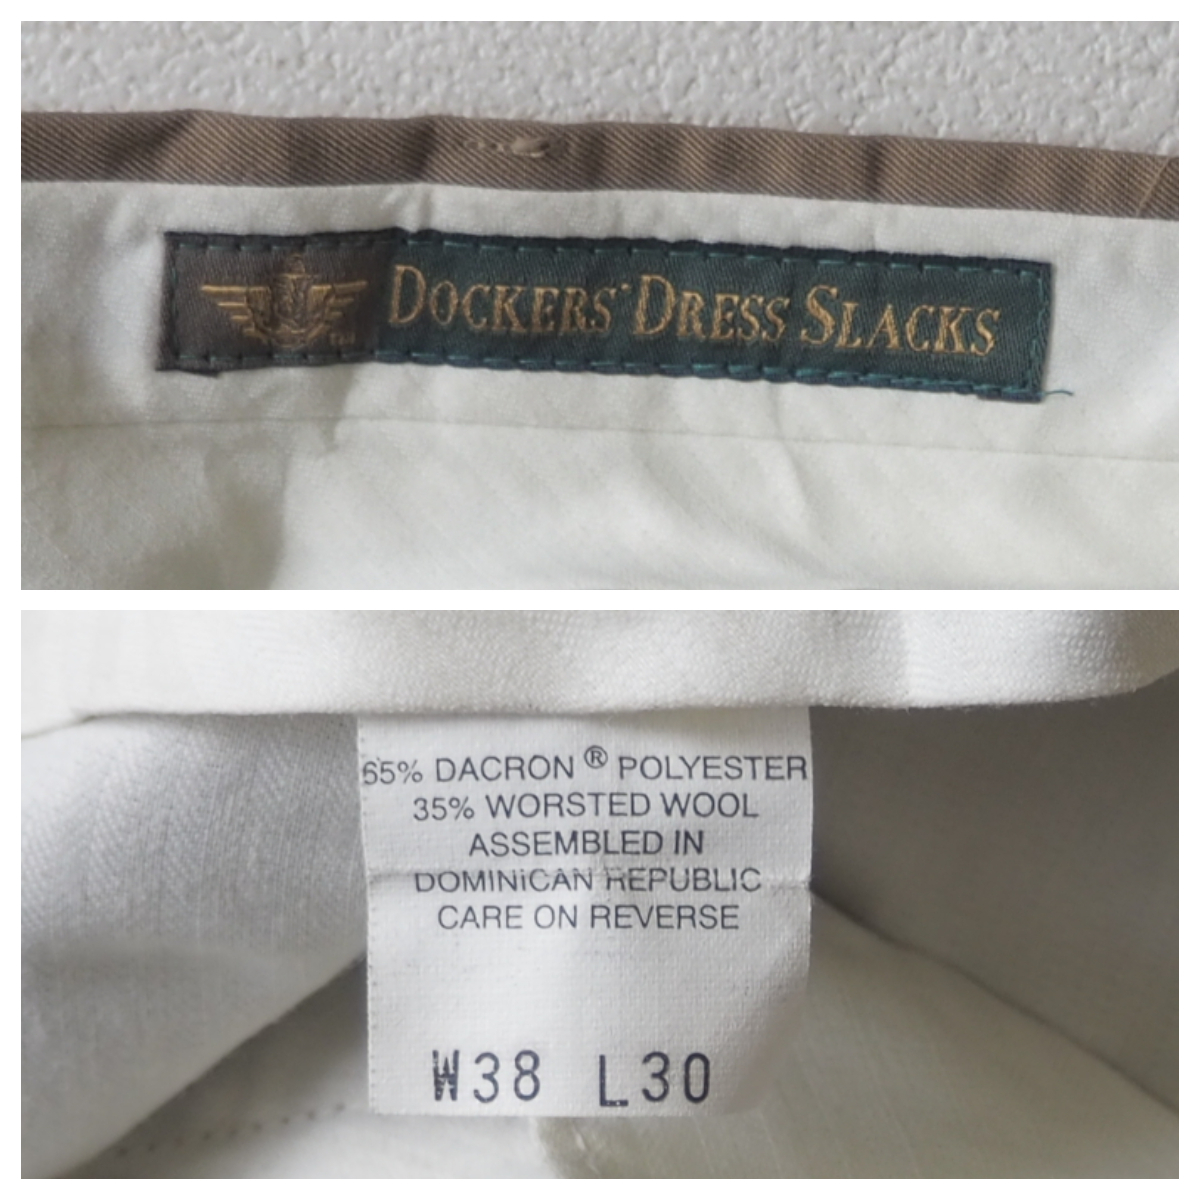 DOCKERS® DRESS SLACKS
65% DACRON ® POLYESTER
35% WORSTED WOOL
ASSEMBLED IN
DOMINICAN REPUBLIC
CARE ON REVERSE
W38 L30